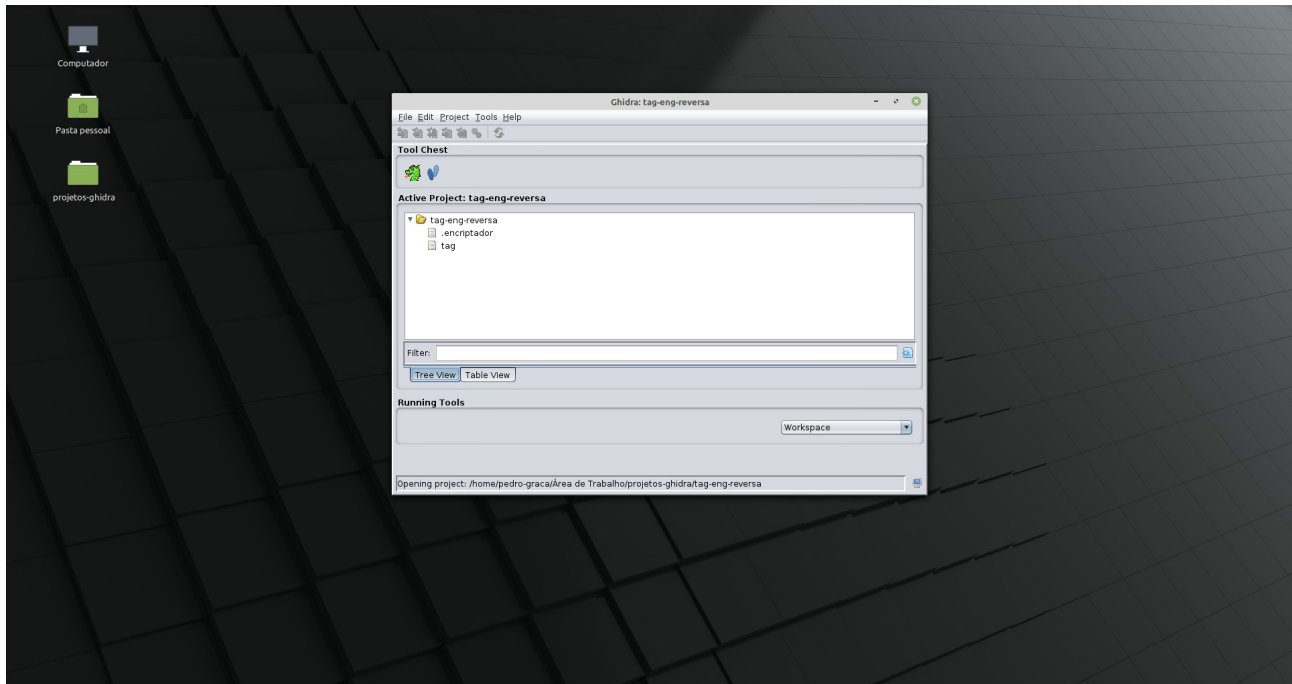 Computador
Pasta pessoal
projetos-ghidra
Ghidra: tag-eng-reversa
File Edit Project Tools Help
Tool Chest
Active Project: tag-eng-reversa
tag-eng-reversa
.encriptador
tag
Filter:
Tree View Table View
Running Tools
Workspace
Opening project: /home/pedro-graca/Área de Trabalho/projetos-ghidra/tag-eng-reversa